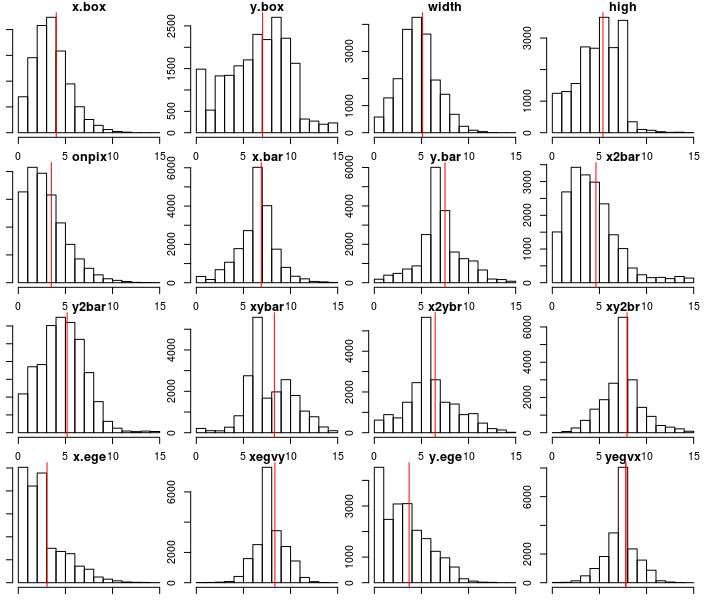 x.box y.box width high
0 500 1500 2500
0 1000 3000
0 1000 3000
0 5 10 15 0 5 10 15 0 5 10 15 0 5 10 15
onpix x.bar y.bar x2bar
0 2000 4000 6000
0 2000 4000 6000
0 1000 2000 3000
0 5 10 15 0 5 10 15 0 5 10 15 0 5 10 15
y2bar xybar x2ybr xy2br
0 2000 4000
0 2000 4000
0 2000 4000 6000
0 5 10 15 0 5 10 15 0 5 10 15 0 5 10 15
x.ege xegvy y.ege yegvx
0 2000 6000
0 1000 3000
0 2000 6000